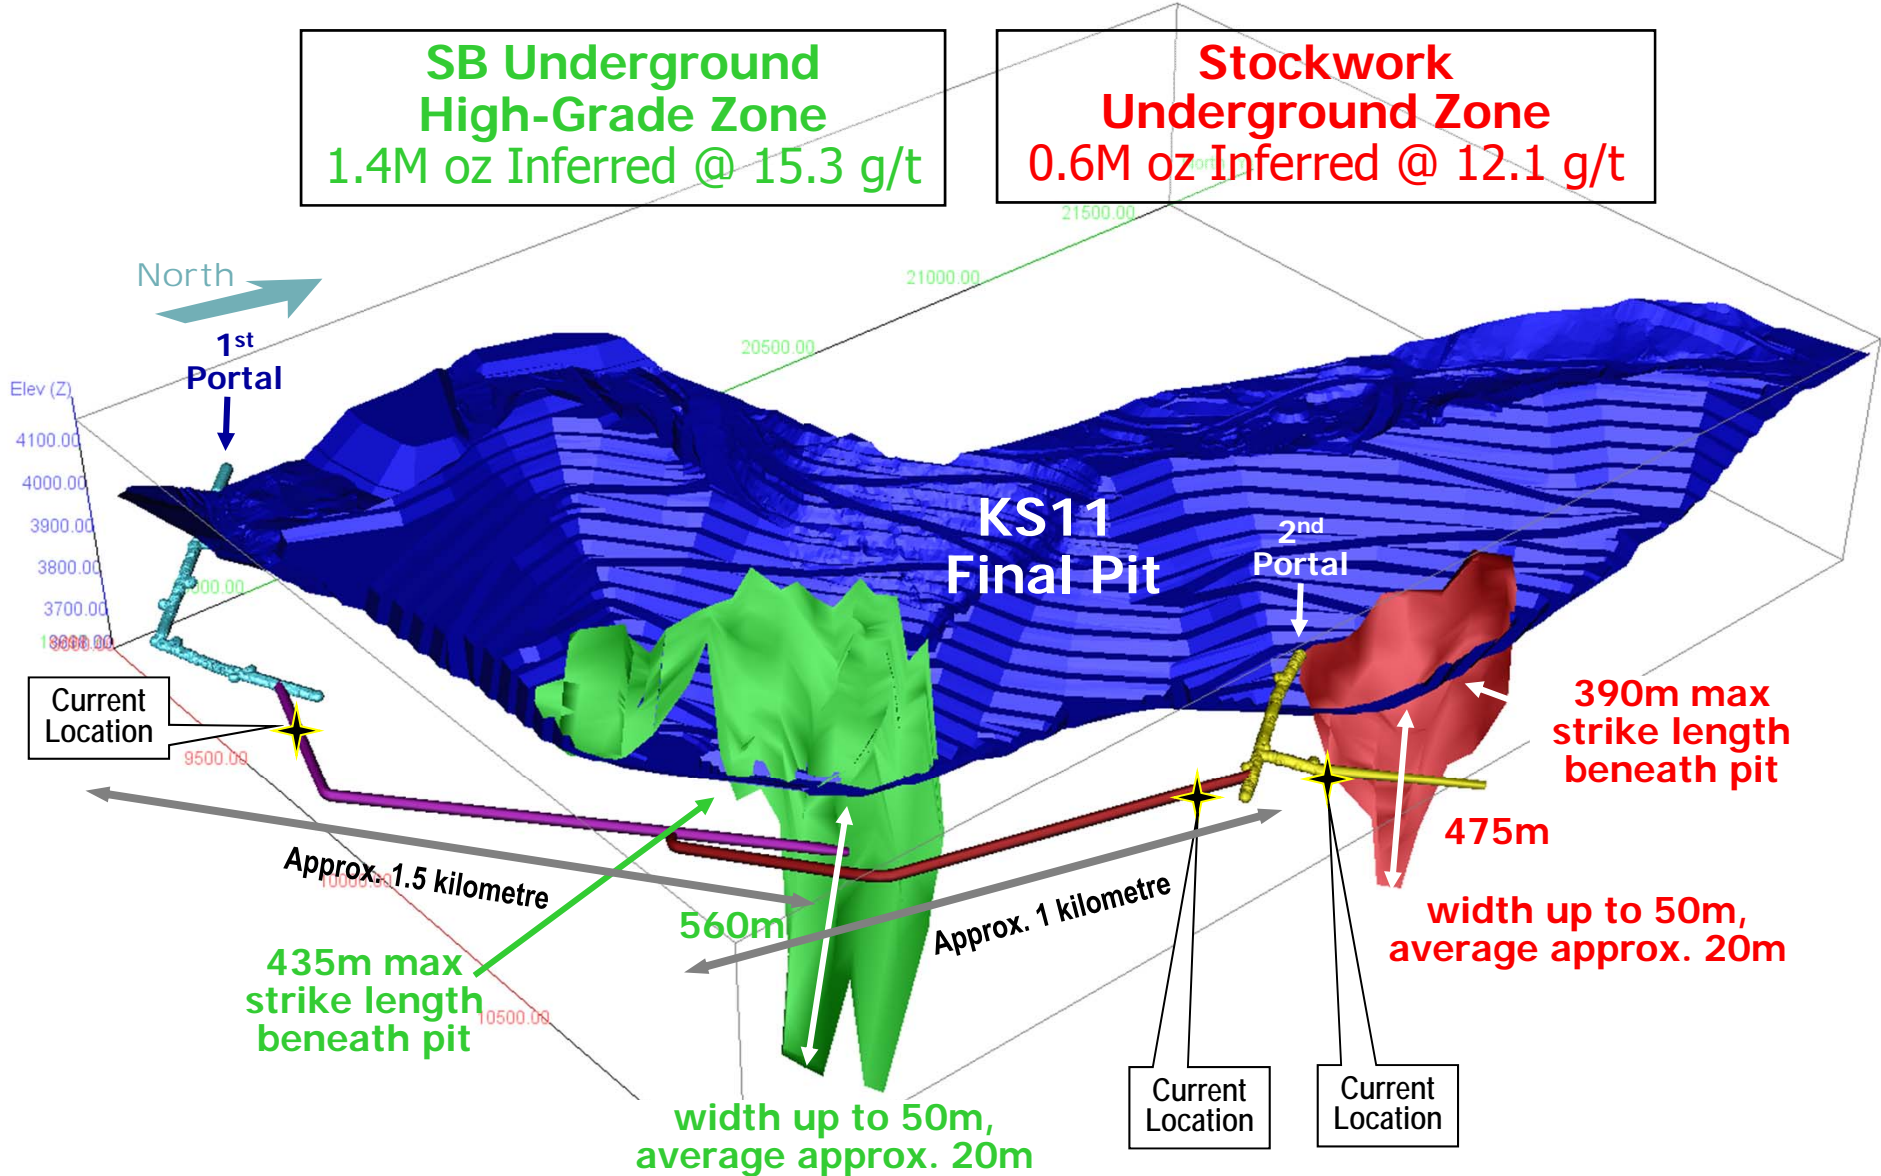 SB Underground
High-Grade Zone
1.4M oz Inferred @ 15.3 g/t
Stockwork
Underground Zone
0.6M oz Inferred @ 12.1 g/t
21500.00
21000.00
20500.00
North
1st
Portal
Elev (Z)
4100.00
4000.00
3900.00
3800.00
3700.00
KS11
Final Pit
2nd
Portal
Current
Location
9500.00
10000.00
10500.00
Approx. 1.5 kilometre
Approx. 1 kilometre
435m max
strike length
beneath pit
560m
width up to 50m,
average approx. 20m
390m max
strike length
beneath pit
475m
width up to 50m,
average approx. 20m
Current
Location
Current
Location